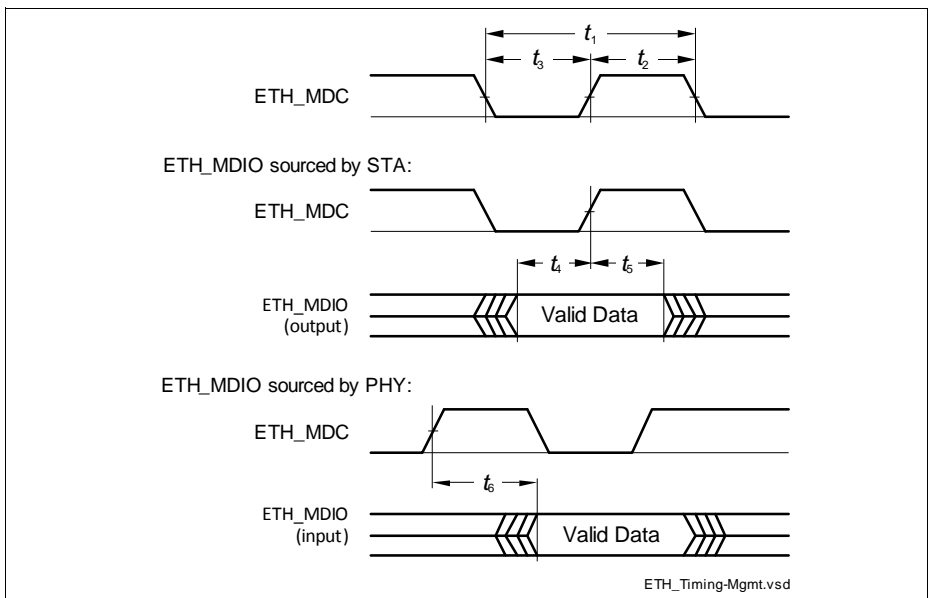 t1
t3
t2
ETH_MDC
ETH_MDIO sourced by STA:
ETH_MDC
t4
t5
ETH_MDIO
(output)
Valid Data
ETH_MDIO sourced by PHY:
ETH_MDC
t6
ETH_MDIO
(input)
Valid Data
ETH_Timing-Mgmt.vsd